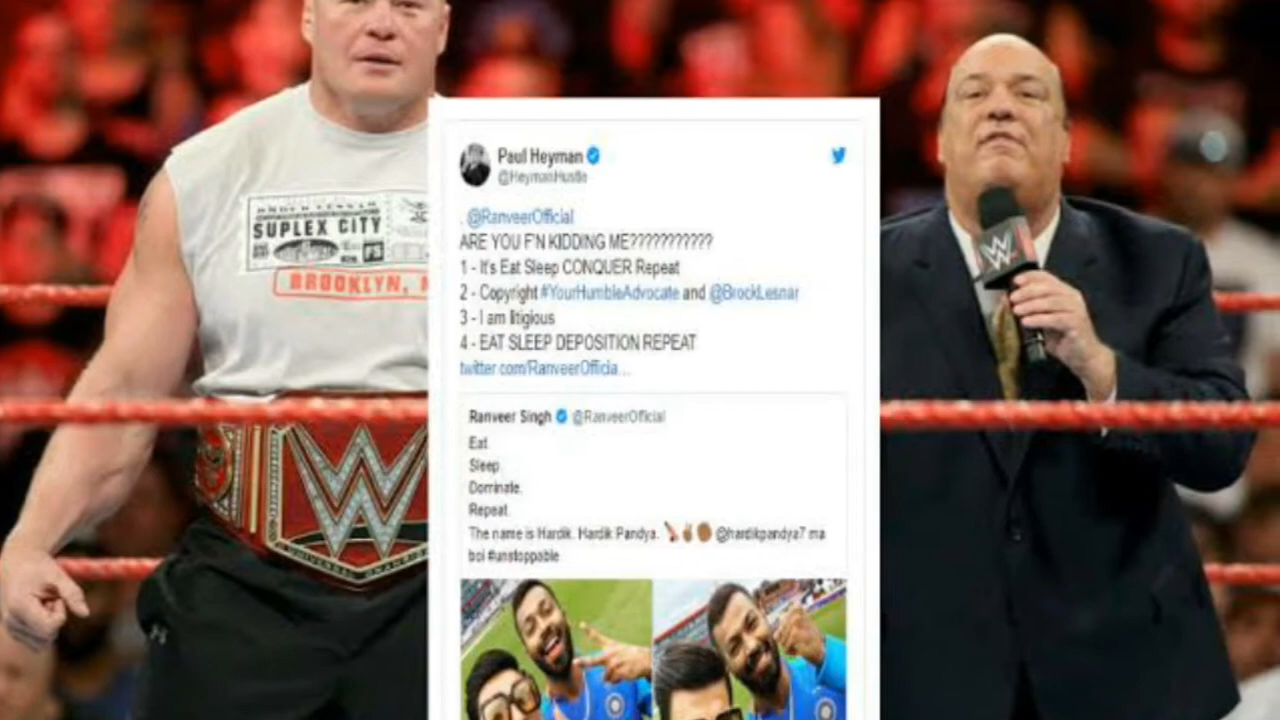 SUPLEX CITY
BROOKLYN, N
Paul Heyman
@HeymanHustle
. @RanveerOfficial
ARE YOU F'N KIDDING ME???????????
1 - It's Eat Sleep CONQUER Repeat
2 - Copyright #YourHumbleAdvocate and @BrockLesnar
3 - I am litigious
4 - EAT SLEEP DEPOSITION REPEAT
twitter.com/RanveerOfficia…
Ranveer Singh @RanveerOfficial
Eat.
Sleep.
Dominate.
Repeat.
The name is Hardik. Hardik Pandya. 🏏✌🏾✊🏾 @hardikpandya7 ma
boi #unstoppable